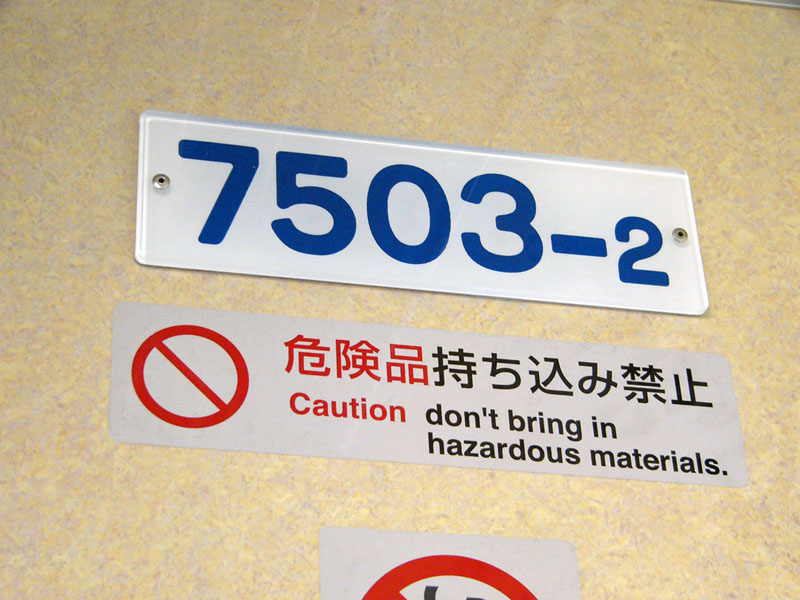 7503-2
危険品持ち込み禁止
Caution don't bring in
hazardous materials.